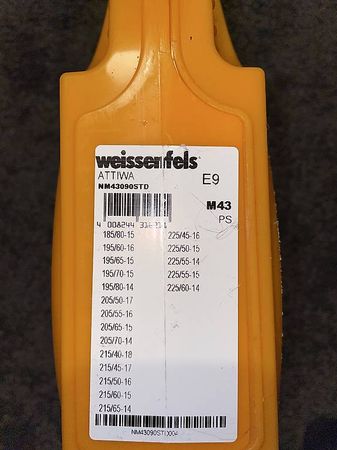 weissenfels
ATTIWA
E9
NM43090STD
M43
PS
185/80-15 225/45-16
195/60-16 225/50-15
195/65-15 225/55-14
195/70-15 225/55-15
195/80-14 225/60-14
205/50-17
205/55-16
205/65-15
205/70-14
215/40-18
215/45-17
215/50-16
215/60-15
215/65-14